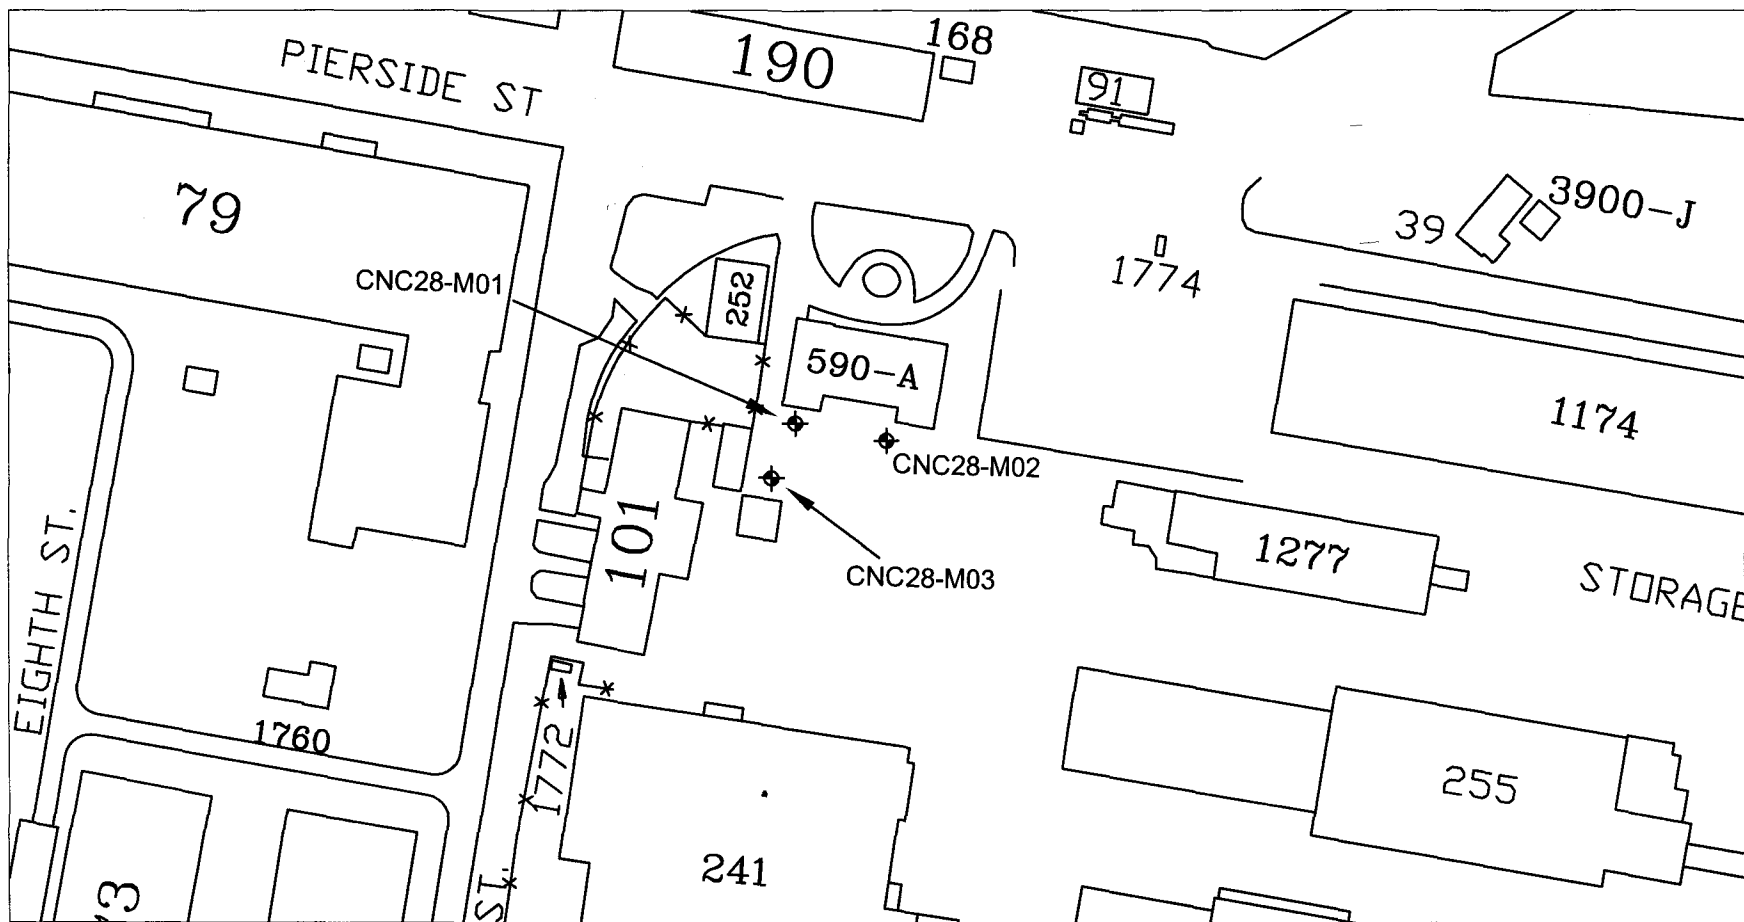 168
PIERSIDE ST
190
91
79
3900-J
39
1774
CNC28-M01
252
590-A
1174
CNC28-M02
101
1277
CNC28-M03
STORAGE
EIGHTH ST.
1760
1772
255
241
ST.